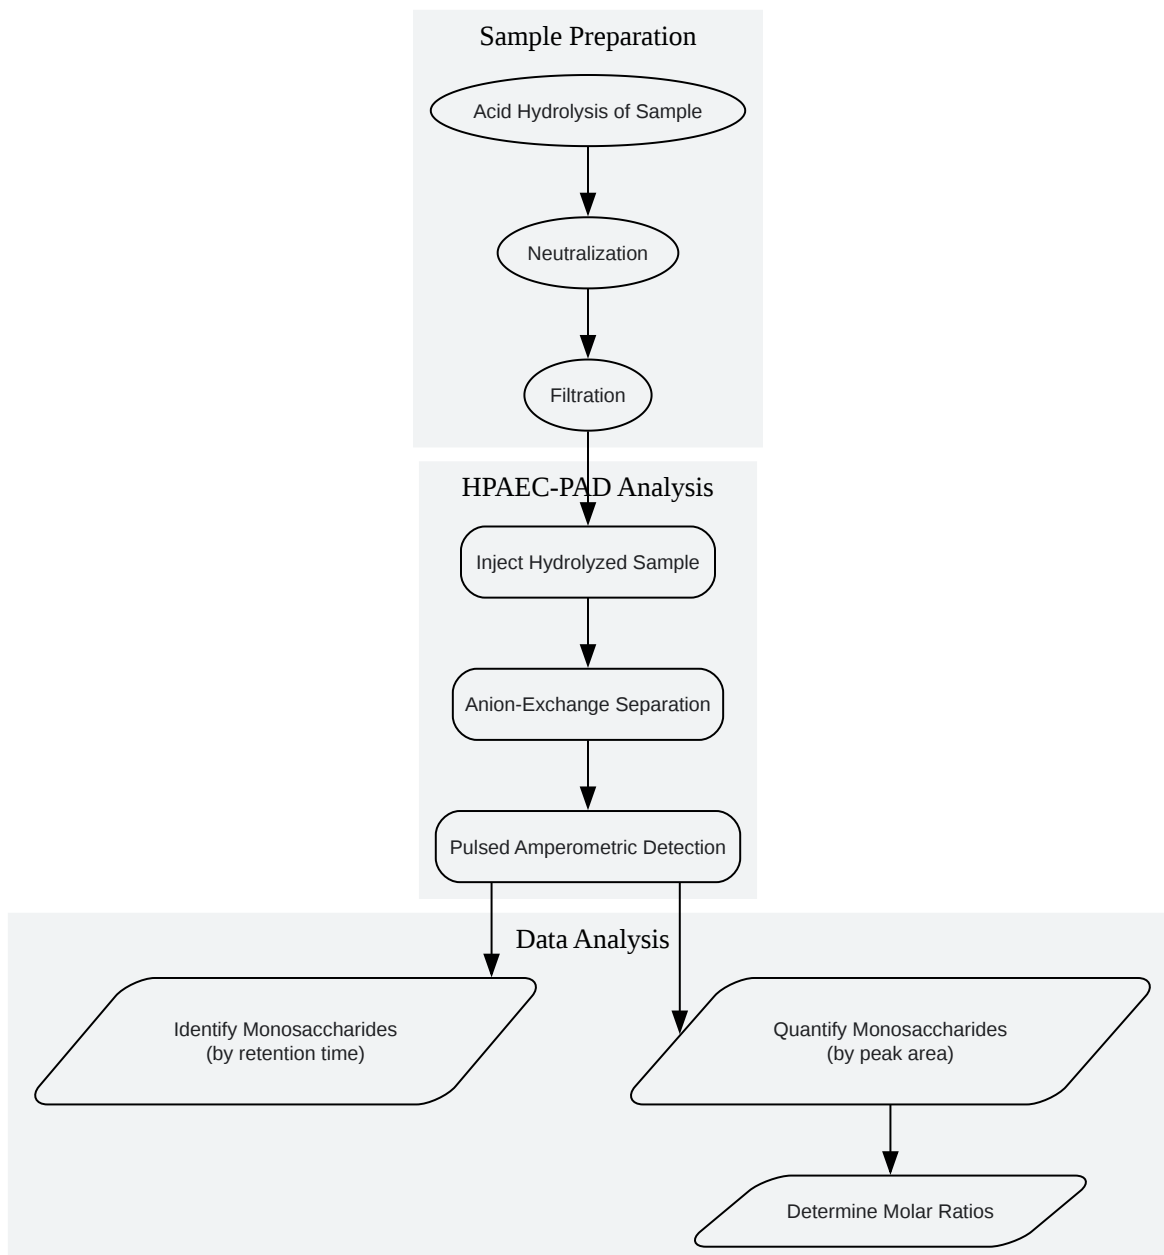 Sample Preparation
Acid Hydrolysis of Sample
Neutralization
Filtration
HPAEC-PAD Analysis
Inject Hydrolyzed Sample
Anion-Exchange Separation
Pulsed Amperometric Detection
Data Analysis
Identify Monosaccharides
(by retention time)
Quantify Monosaccharides
(by peak area)
Determine Molar Ratios